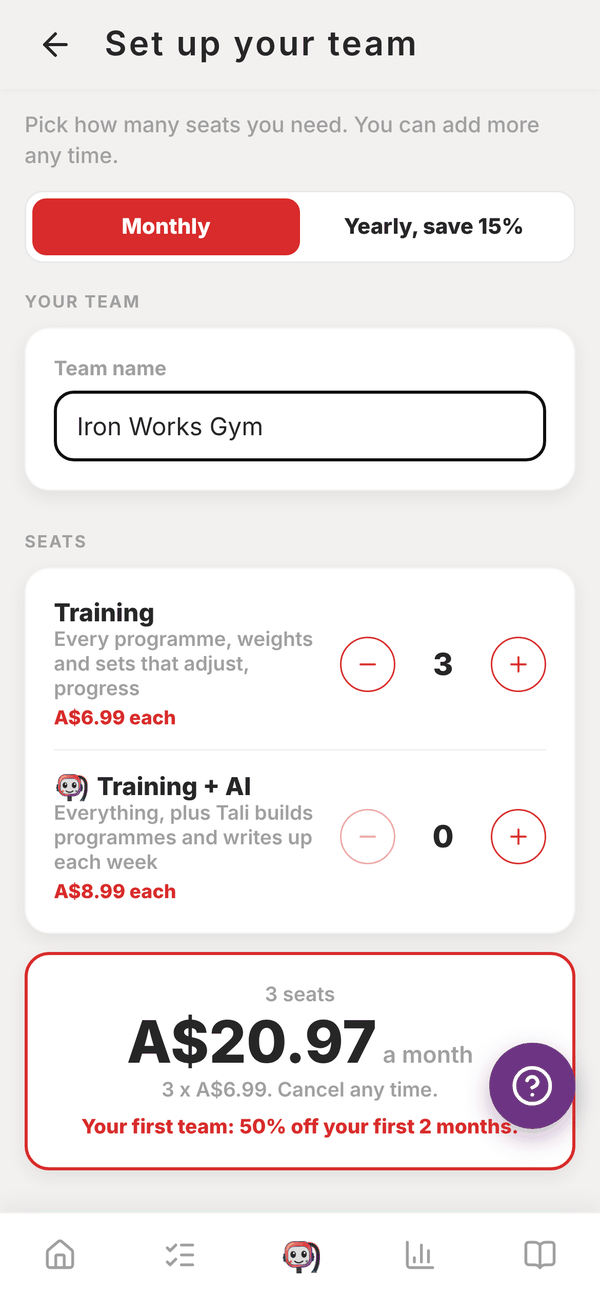 Set up your team
Pick how many seats you need. You can add more
any time.
Monthly
Yearly, save 15%
YOUR TEAM
Team name
Iron Works Gym
SEATS
Training
Every programme, weights
and sets that adjust,
progress
A$6.99 each
3
Training + AI
Everything, plus Tali builds
programmes and writes up
each week
A$8.99 each
0
3 seats
A$20.97 a month
3 x A$6.99. Cancel any time.
Your first team: 50% off your first 2 months.